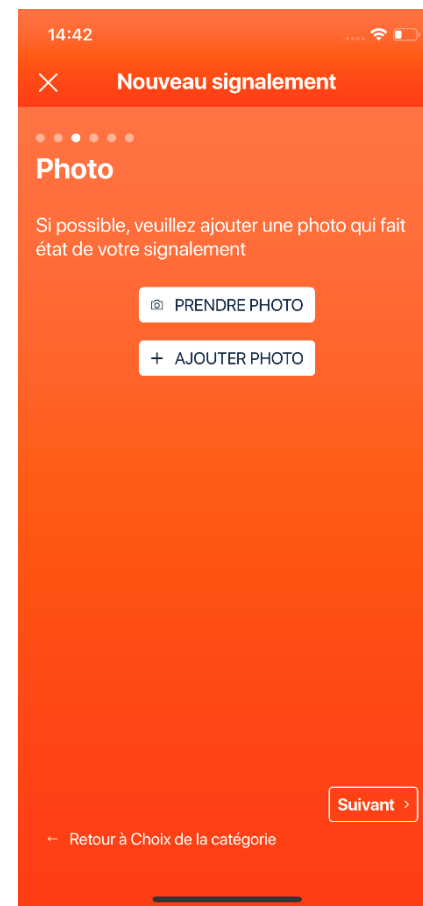 14:42
Nouveau signalement
Photo
Si possible, veuillez ajouter une photo qui fait
état de votre signalement
PRENDRE PHOTO
+ AJOUTER PHOTO
Suivant >
← Retour à Choix de la catégorie